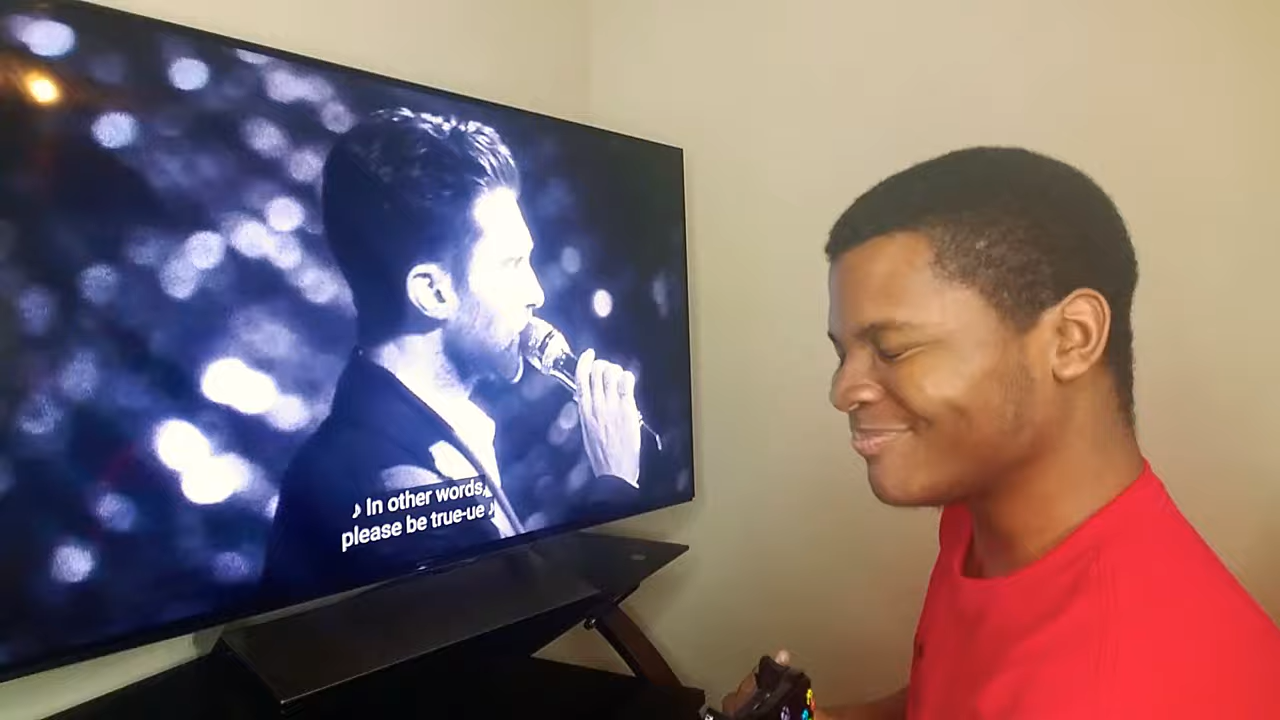 ♪ In other words,
please be true-ue ♪